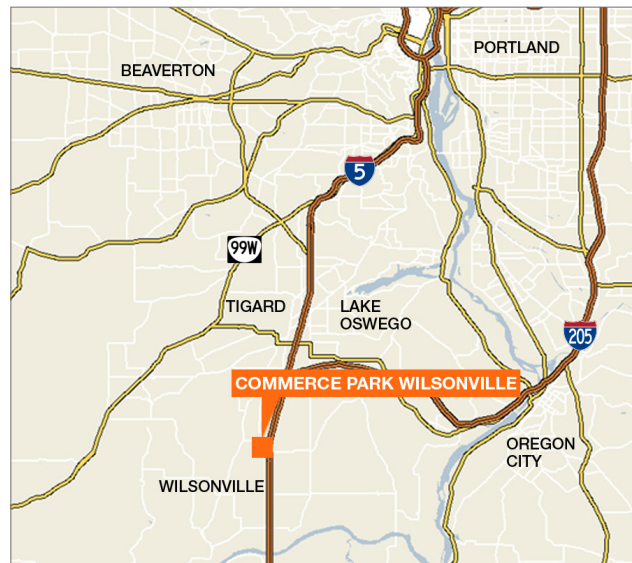 PORTLAND
BEAVERTON
5
99W
TIGARD
LAKE
OSWEGO
205
COMMERCE PARK WILSONVILLE
OREGON
CITY
WILSONVILLE